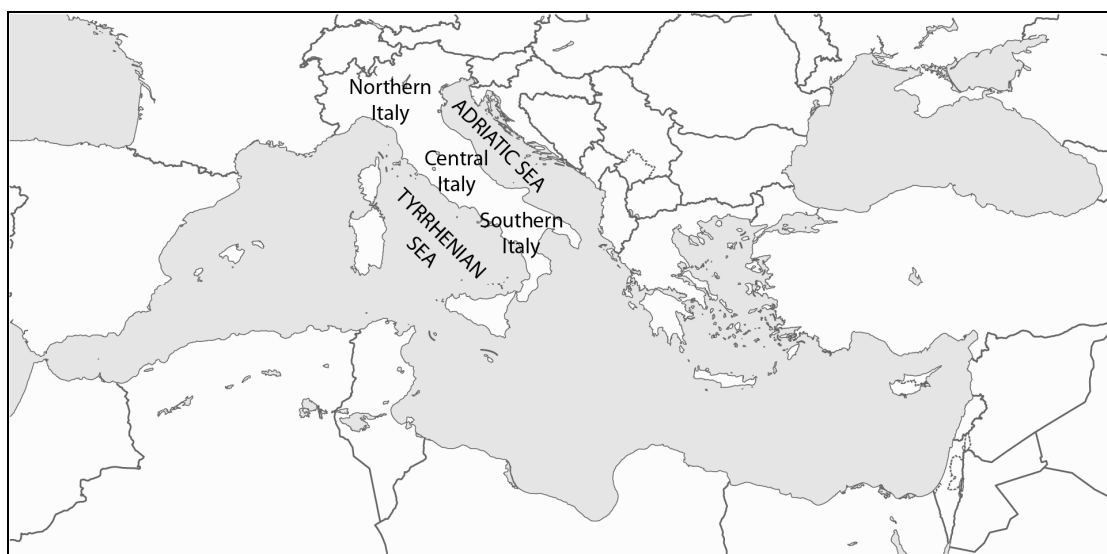 Northern
Italy
ADRIATIC SEA
Central
Italy
TYRRHENIAN
SEA
Southern
Italy